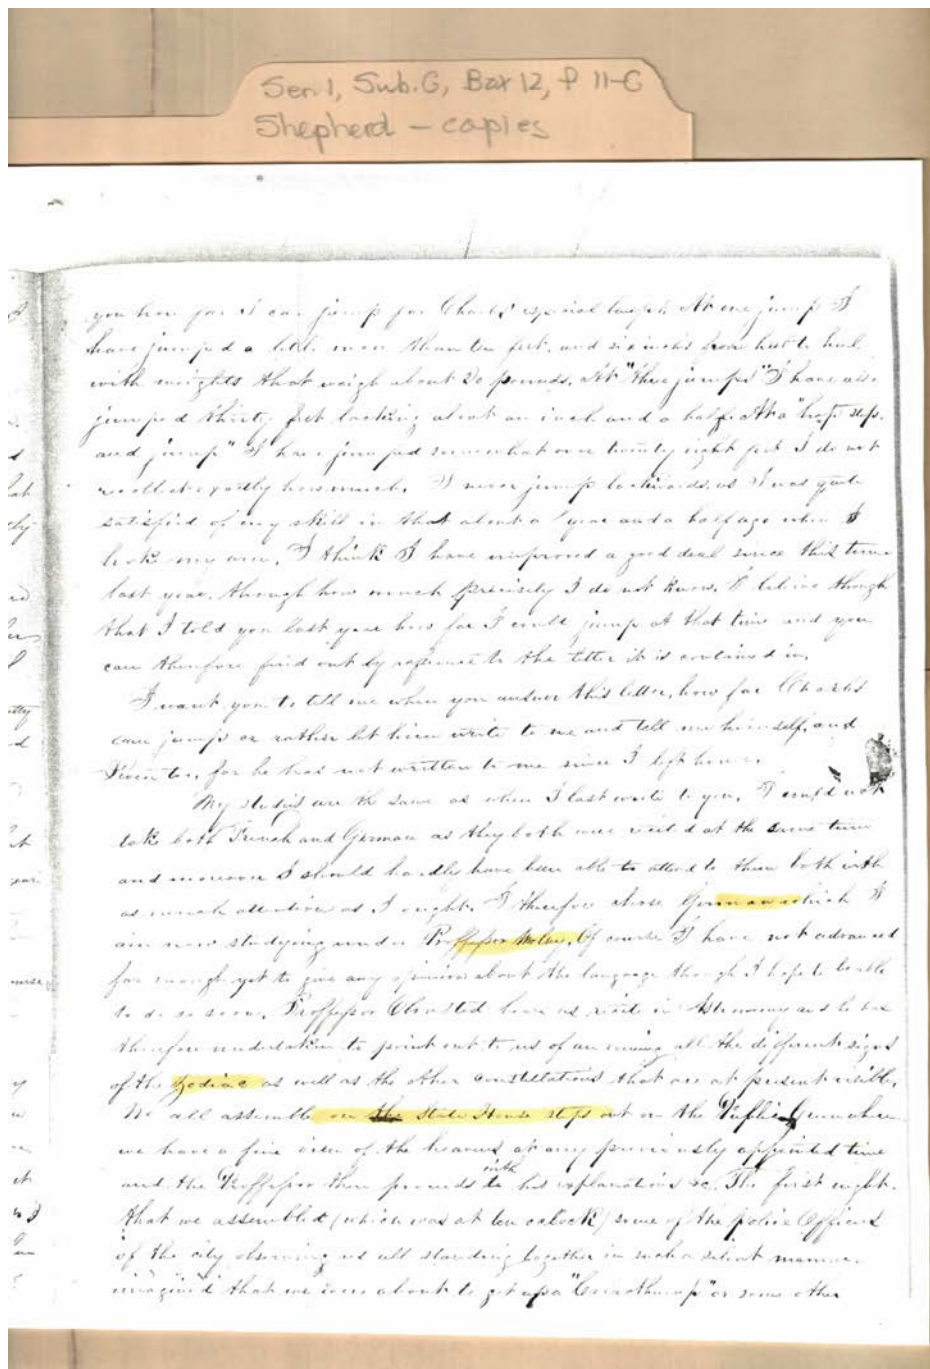 Ser.1, Sub.G, Box 12, f 11-G
Shepherd - copies
you how far I can jump for Charles' especial At one jump I
have jumped a little more than ten feet, and six inches from heel to heel
with weights that weigh about 20 pounds. At "three jumps" I have also
jumped thirty feet lacking about an inch and a half. At a "hop step
and jump" I have jumped somewhat over twenty eight feet I do not
recollect exactly how much. I never jump backwards, as I was quite
satisfied of my skill in that about a year and a half ago when I
broke my arm. I think I have improved a good deal since this time
last year, though how much precisely I do not know. I believe though
that I told you last year how far I could jump at that time and you
can therefore find out by reference to the letter it is contained in.
I want you to tell me when you answer this letter, how far Charles
can jump or rather let him write to me and tell me himself, and
too, for he has not written to me since I left home.
My studies are the same as when I last wrote to you. I could not
take both French and German as they both were recited at the same time
and moreover I should hardly have been able to attend to them both with
as much attention as I ought. I therefore chose German which I
am now studying under Proffessor Of course I have not advanced
far enough yet to give any opinion about the language though I hope to be able
to do so soon. Proffessor Olmsted hears us recite in Astronomy and he has
therefore undertaken to point out to us of an evening all the different signs
of the Zodiac as well as the other constellations that are at present visible.
We all assemble on the State House steps out on the Public Green where
we have a fine view of the heavens at any previously appointed time
and the Proffessor then proceeds with his explanations &c. The first night
that we assembled (which was at ten oclock) some of the police Officers
of the city observing us all standing together in such a silent manner
imagined that we were about to get up a or some other